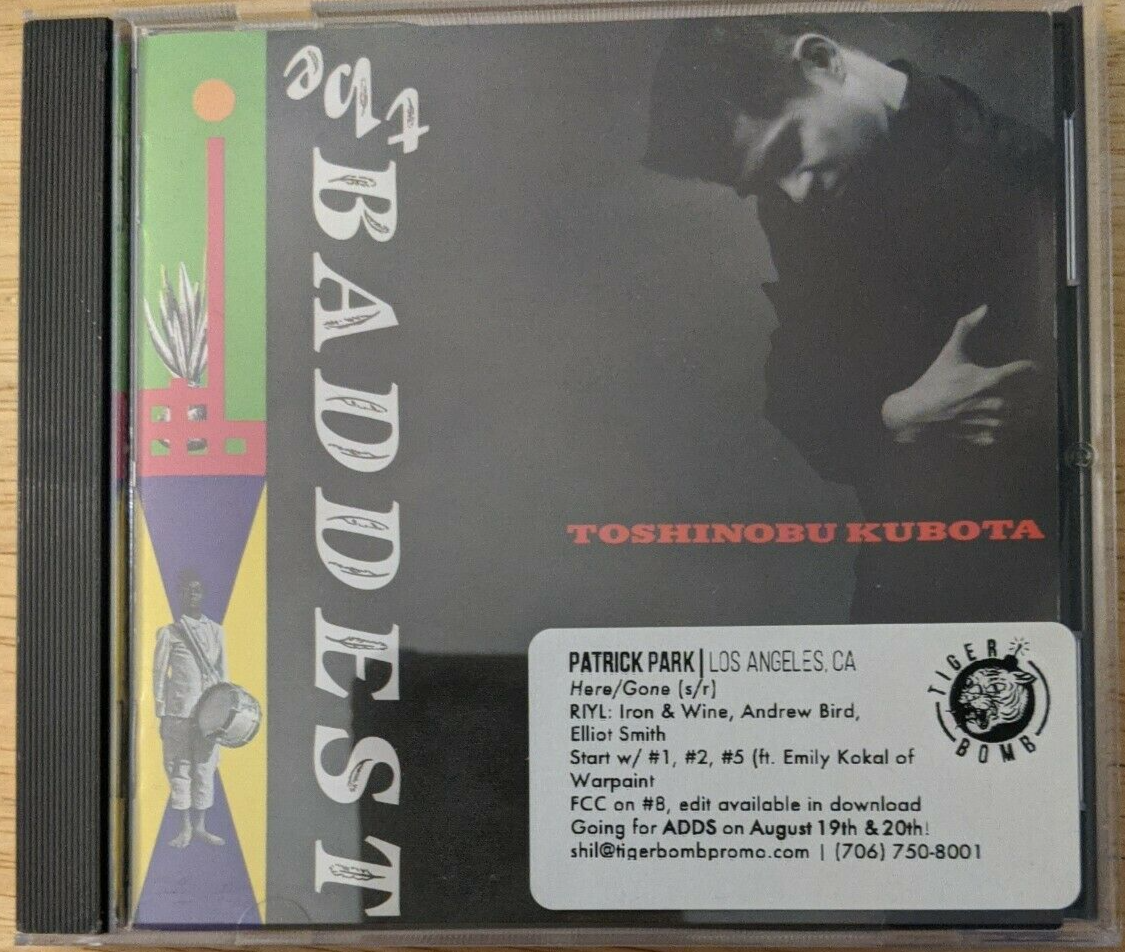 the
BADDEST
TOSHINOBU KUBOTA
PATRICK PARK | LOS ANGELES, CA
Here/Gone (s/r)
RIYL: Iron & Wine, Andrew Bird,
Elliot Smith
Start w/ #1, #2, #5 (ft. Emily Kokal of
Warpaint
FCC on #8, edit available in download
Going for ADDS on August 19th & 20th!
shil@tigerbombpromo.com | (706) 750-8001
TIGER
BOMB